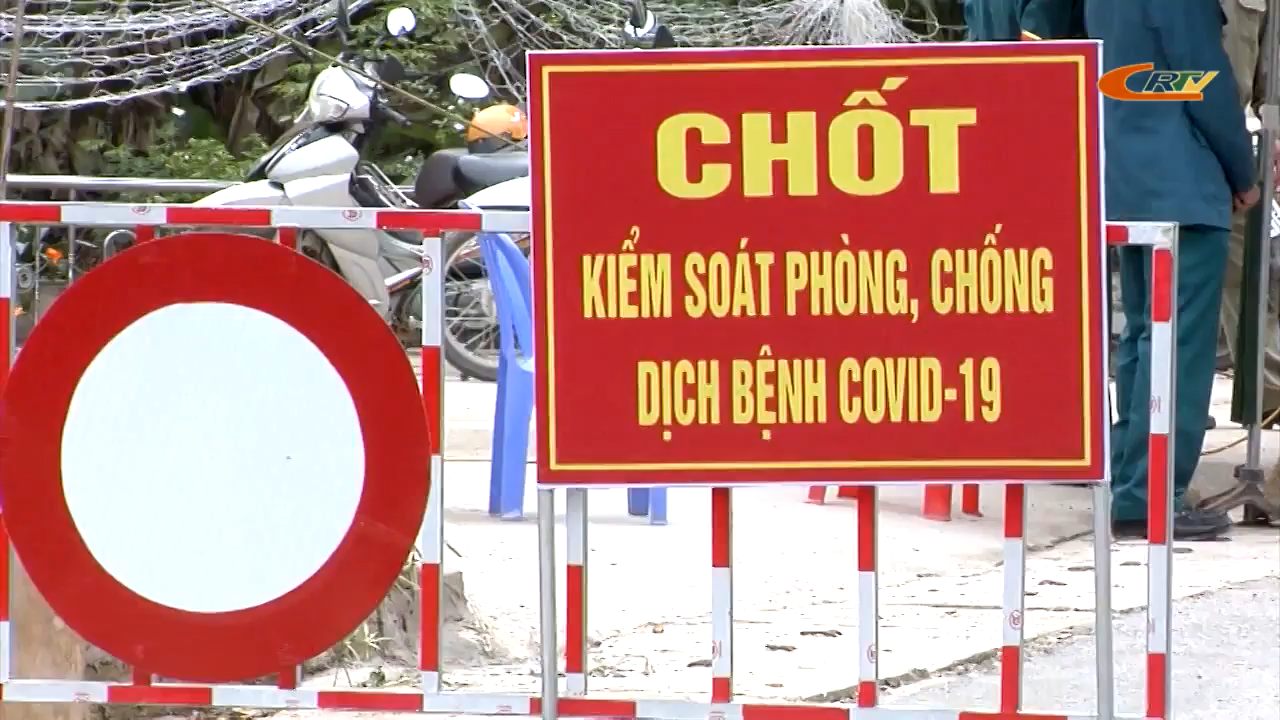 CHỐT
KIỂM SOÁT PHÒNG, CHỐNG
DỊCH BỆNH COVID-19
CRTV